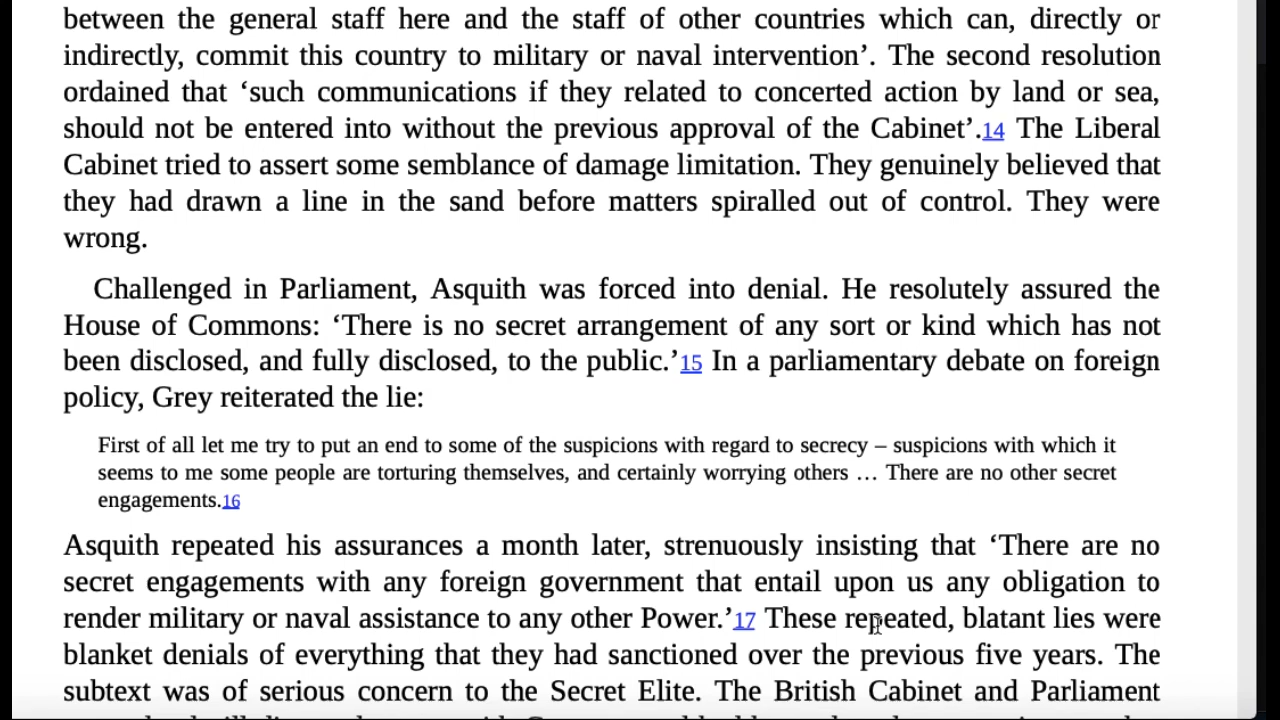 between the general staff here and the staff of other countries which can, directly or
indirectly, commit this country to military or naval intervention’. The second resolution
ordained that ‘such communications if they related to concerted action by land or sea,
should not be entered into without the previous approval of the Cabinet’.14 The Liberal
Cabinet tried to assert some semblance of damage limitation. They genuinely believed that
they had drawn a line in the sand before matters spiralled out of control. They were
wrong.
Challenged in Parliament, Asquith was forced into denial. He resolutely assured the
House of Commons: ‘There is no secret arrangement of any sort or kind which has not
been disclosed, and fully disclosed, to the public.’15 In a parliamentary debate on foreign
policy, Grey reiterated the lie:
First of all let me try to put an end to some of the suspicions with regard to secrecy – suspicions with which it
seems to me some people are torturing themselves, and certainly worrying others … There are no other secret
engagements.16
Asquith repeated his assurances a month later, strenuously insisting that ‘There are no
secret engagements with any foreign government that entail upon us any obligation to
render military or naval assistance to any other Power.’17 These repeated, blatant lies were
blanket denials of everything that they had sanctioned over the previous five years. The
subtext was of serious concern to the Secret Elite. The British Cabinet and Parliament